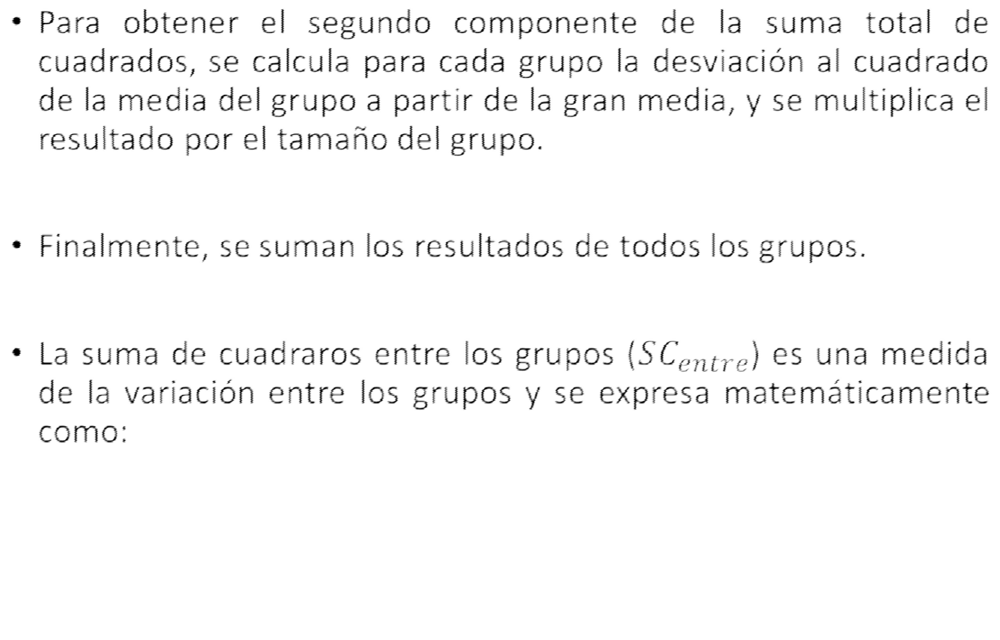 • Para obtener el segundo componente de la suma total de
cuadrados, se calcula para cada grupo la desviación al cuadrado
de la media del grupo a partir de la gran media, y se multiplica el
resultado por el tamaño del grupo.
• Finalmente, se suman los resultados de todos los grupos.
• La suma de cuadraros entre los grupos (SC_entre) es una medida
de la variación entre los grupos y se expresa matemáticamente
como: